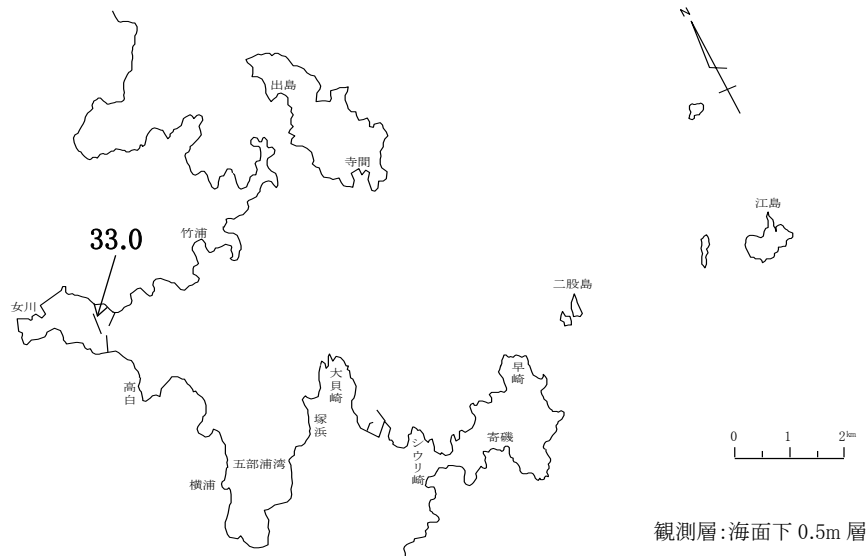 N
出島
寺間
江島
竹浦
33.0
二股島
女川
早崎
大貝崎
高白
塚浜
寄磯
シウリ崎
五部浦湾
横浦
0 1 2km
観測層:海面下 0.5m 層